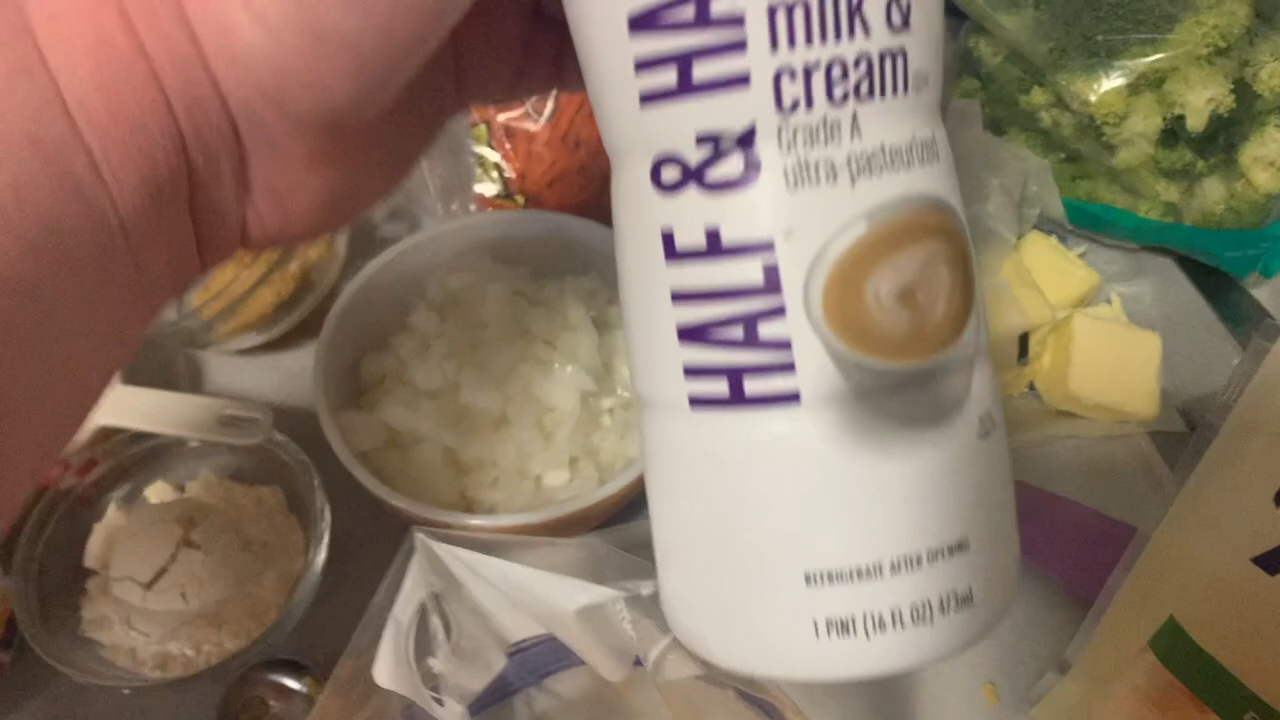 HALF & HA
milk &
cream
Grade A
ultra-pasteurized
REFRIGERATE AFTER OPENING
1 PINT (16 FL OZ) 473mL